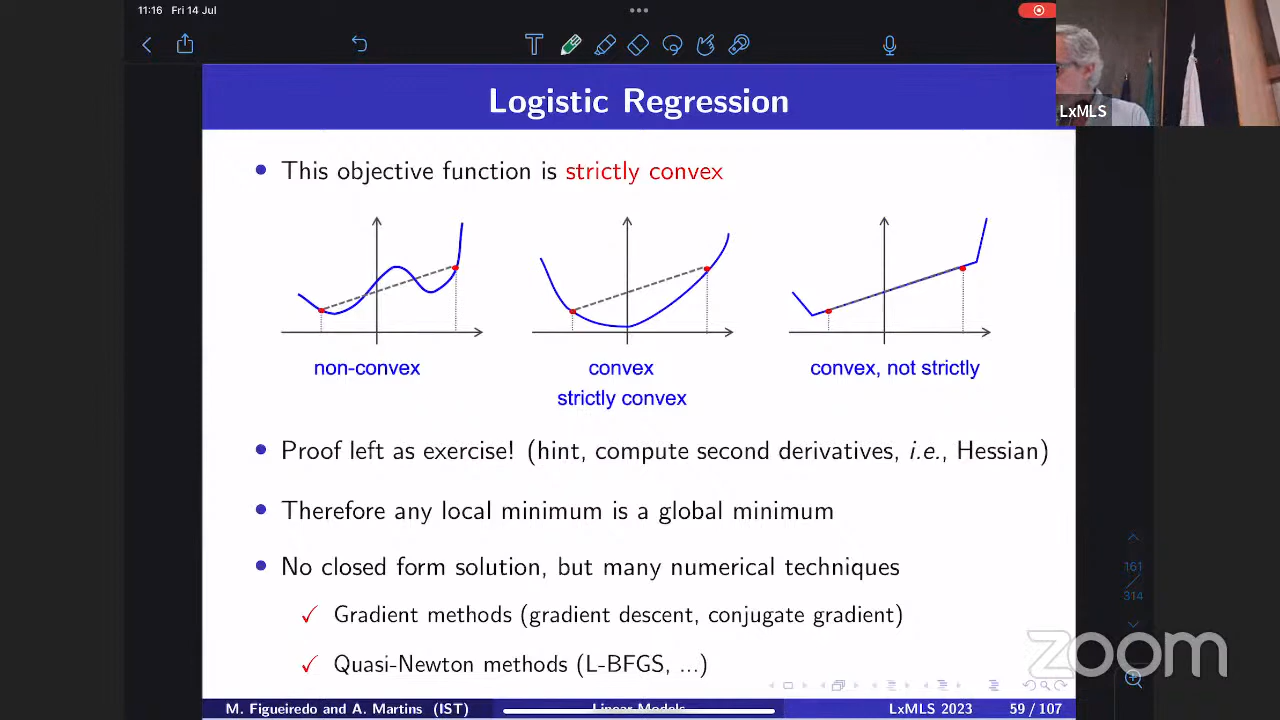 11:16 Fri 14 Jul
LxMLS
Logistic Regression
This objective function is strictly convex
non-convex
convex
strictly convex
convex, not strictly
Proof left as exercise! (hint, compute second derivatives, i.e., Hessian)
Therefore any local minimum is a global minimum
No closed form solution, but many numerical techniques
✓ Gradient methods (gradient descent, conjugate gradient)
✓ Quasi-Newton methods (L-BFGS, ...)
161
314
zoom
M. Figueiredo and A. Martins (IST) Linear Models LxMLS 2023 59 / 107